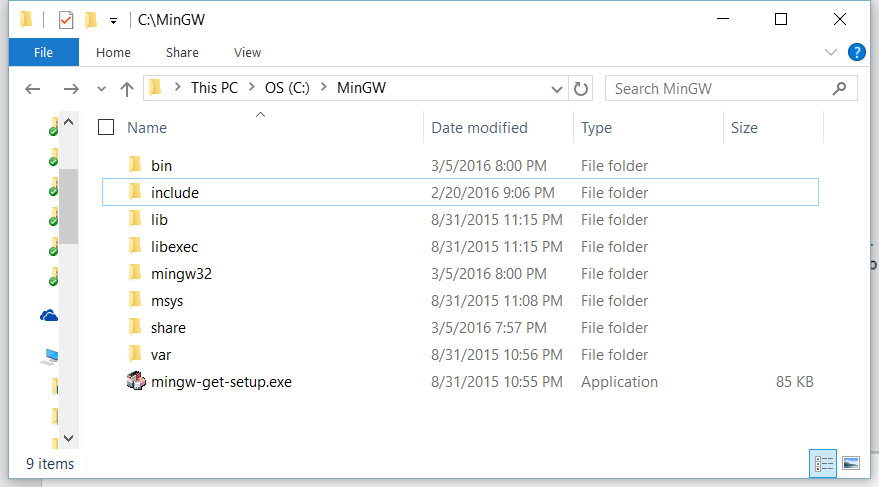 C:\MinGW
File Home Share View
This PC OS (C:) MinGW Search MinGW
Name Date modified Type Size
bin 3/5/2016 8:00 PM File folder
include 2/20/2016 9:06 PM File folder
lib 8/31/2015 11:15 PM File folder
libexec 8/31/2015 11:15 PM File folder
mingw32 3/5/2016 8:00 PM File folder
msys 8/31/2015 11:08 PM File folder
share 3/5/2016 7:57 PM File folder
var 8/31/2015 10:56 PM File folder
mingw-get-setup.exe 8/31/2015 10:55 PM Application 85 KB
9 items